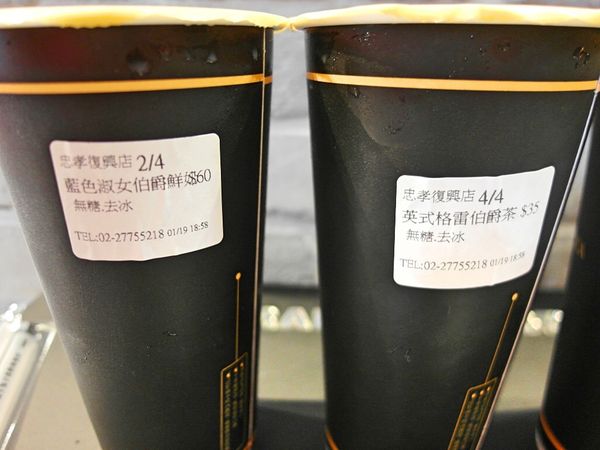 忠孝復興店 2/4
藍色淑女伯爵鮮奶$60
無糖.去冰
TEL:02-27755218 01/19 18:58
忠孝復興店 4/4
英式格雷伯爵茶 $35
無糖.去冰
TEL:02-27755218 01/19 18:58